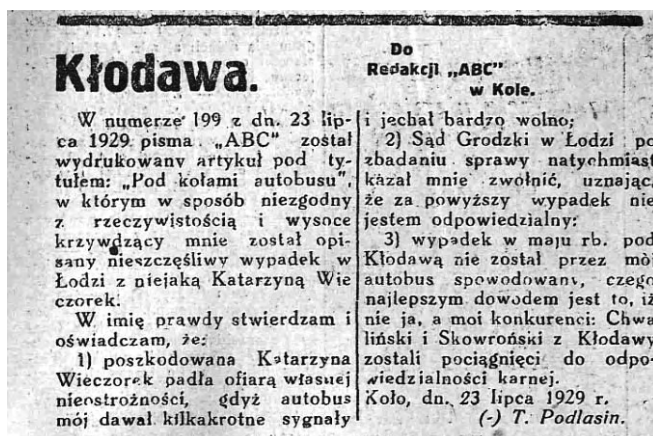 Kłodawa.
Do
Redakcji „ABC"
w Kole.
W numerze 199 z dn. 23 lip-
ca 1929 pisma „ABC" został
wydrukowany artykuł pod ty-
tułem: „Pod kołami autobusu",
w którym w sposób niezgodny
z rzeczywistością i wysoce
krzywdzący mnie został opi-
sany nieszczęśliwy wypadek w
Łodzi z niejaką Katarzyną Wie
czorek.
W imię prawdy stwierdzam i
oświadczam, że:
1) poszkodowana Katarzyna
Wieczorek padła ofiarą własnej
nieostrożności, gdyż autobus
mój dawał kilkakrotne sygnały
i jechał bardzo wolno;
2) Sąd Grodzki w Łodzi po
zbadaniu sprawy natychmiast
kazał mnie zwolnić, uznając,
że za powyższy wypadek nie
jestem odpowiedzialny:
3) wypadek w maju rb. pod
Kłodawą nie został przez mój
autobus spowodowany, czego
najlepszym dowodem jest to, iż
nie ja, a moi konkurenci: Chwa
liński i Skowroński z Kłodawy
zostali pociągnięci do odpo-
wiedzialności karnej.
Koło, dn. 23 lipca 1929 r.
(-) T. Podlasin.